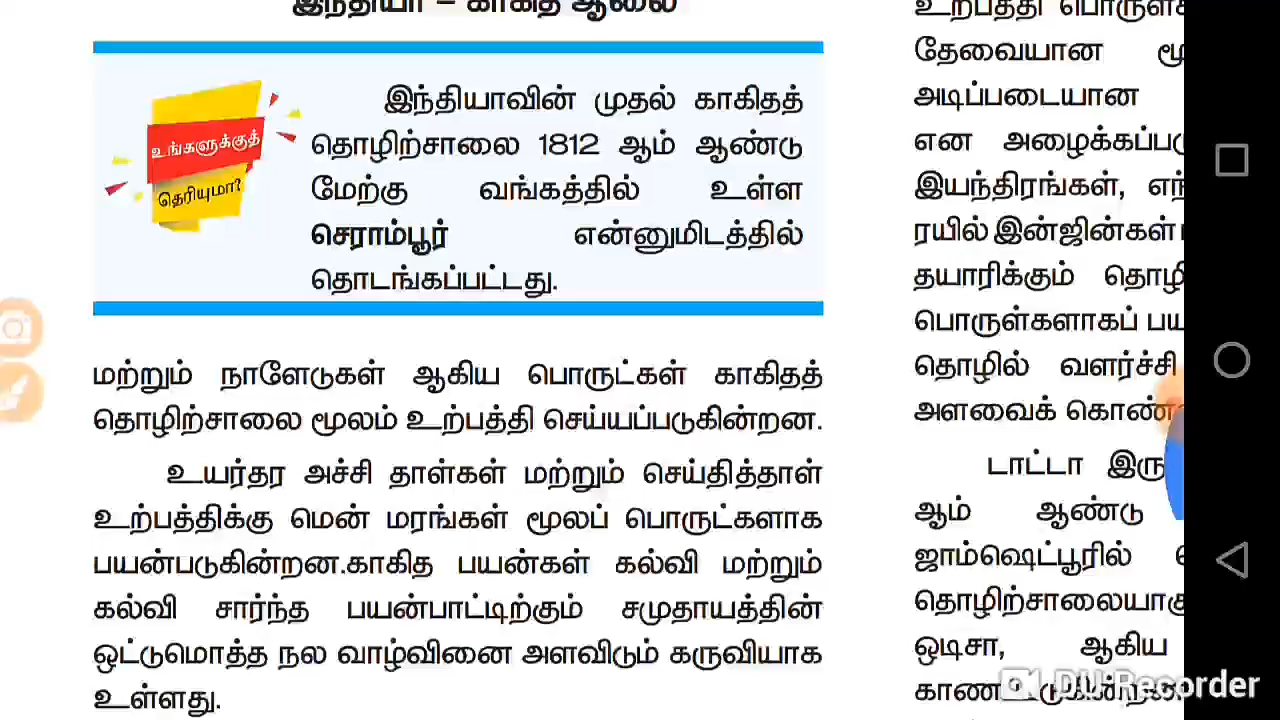 இந்தியா – காகித ஆலை
உங்களுக்குத்
தெரியுமா?
இந்தியாவின் முதல் காகிதத்
தொழிற்சாலை 1812 ஆம் ஆண்டு
மேற்கு வங்கத்தில் உள்ள
செராம்பூர் என்னுமிடத்தில்
தொடங்கப்பட்டது.
மற்றும் நாளேடுகள் ஆகிய பொருட்கள் காகிதத்
தொழிற்சாலை மூலம் உற்பத்தி செய்யப்படுகின்றன.
உயர்தர அச்சி தாள்கள் மற்றும் செய்தித்தாள்
உற்பத்திக்கு மென் மரங்கள் மூலப் பொருட்களாக
பயன்படுகின்றன.காகித பயன்கள் கல்வி மற்றும்
கல்வி சார்ந்த பயன்பாட்டிற்கும் சமுதாயத்தின்
ஒட்டுமொத்த நல வாழ்வினை அளவிடும் கருவியாக
உள்ளது.
உற்பத்தி
தேவையான
அடிப்படையான
என
இயந்திரங்கள்,
ரயில் இன்ஜின்கள்
தயாரிக்கும்
பொருள்களாகப்
தொழில் வளர்ச்சி
அளவைக்
டாட்டா
ஆம் ஆண்டு
ஜாம்ஷெட்பூரில்
ஒடிசா, ஆகிய
DU Recorder